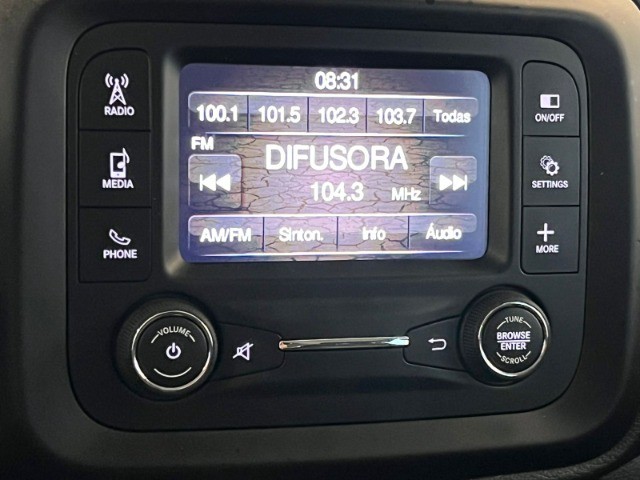 08:31
RADIO
100.1 101.5 102.3 103.7 Todas
ON/OFF
FM
DIFUSORA
MEDIA
104.3 MHz
SETTINGS
AM/FM Sinton. Info Áudio
PHONE
MORE
VOLUME
TUNE
BROWSE
ENTER
SCROLL